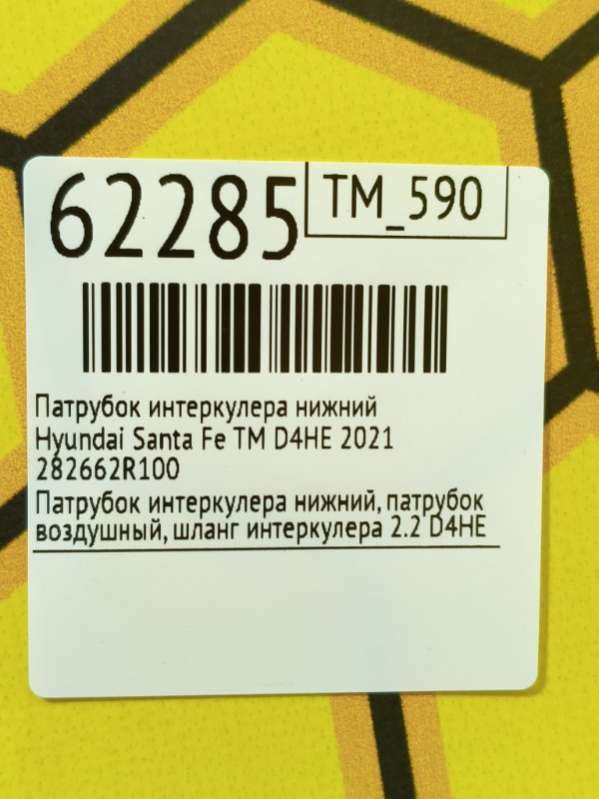 62285
TM_590
Патрубок интеркулера нижний
Hyundai Santa Fe TM D4HE 2021
282662R100
Патрубок интеркулера нижний, патрубок
воздушный, шланг интеркулера 2.2 D4HE